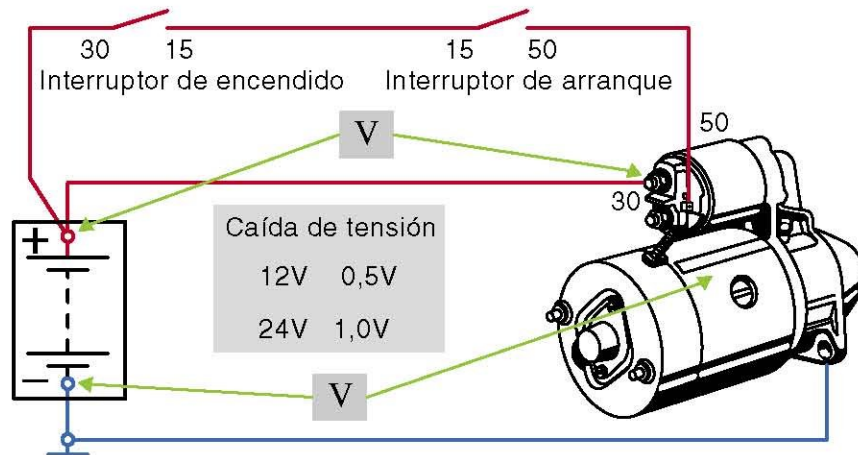 30 15 15 50
Interruptor de encendido Interruptor de arranque
V
50
30
+
Caída de tensión
12V 0,5V
24V 1,0V
−
V